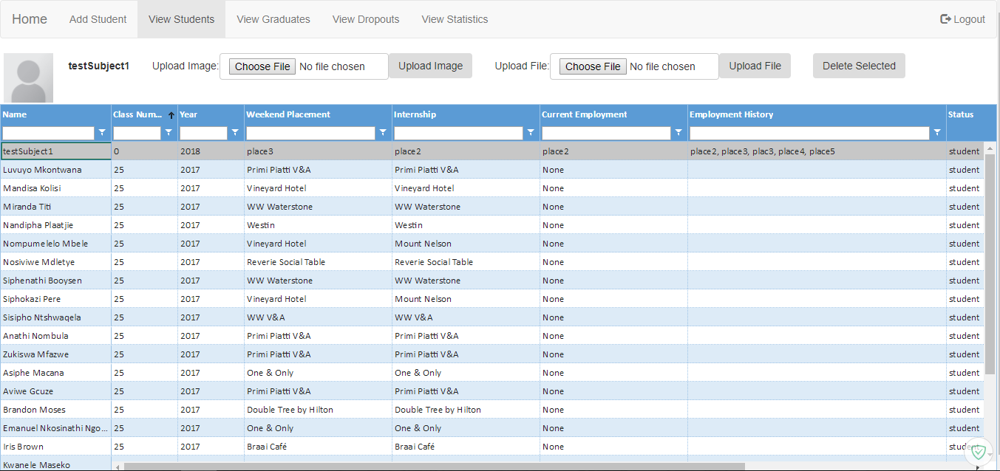 Home Add Student View Students View Graduates View Dropouts View Statistics Logout
testSubject1 Upload Image: Choose File No file chosen Upload Image Upload File: Choose File No file chosen Upload File Delete Selected
Name Class Num... Year Weekend Placement Internship Current Employment Employment History Status
testSubject1 0 2018 place3 place2 place2 place2, place3, plac3, place4, place5 student
Luvuyo Mkontwana 25 2017 Primi Piatti V&A Primi Piatti V&A None student
Mandisa Kolisi 25 2017 Vineyard Hotel Vineyard Hotel None student
Miranda Titi 25 2017 WW Waterstone WW Waterstone None student
Nandipha Plaatjie 25 2017 Westin Westin None student
Nompumelelo Mbele 25 2017 Vineyard Hotel Mount Nelson None student
Nosiviwe Mdletye 25 2017 Reverie Social Table Reverie Social Table None student
Siphenathi Booysen 25 2017 WW Waterstone WW Waterstone None student
Siphokazi Pere 25 2017 Vineyard Hotel Mount Nelson None student
Sisipho Ntshwaqela 25 2017 WW V&A WW V&A None student
Anathi Nombula 25 2017 Primi Piatti V&A Primi Piatti V&A None student
Zukiswa Mfazwe 25 2017 Primi Piatti V&A Primi Piatti V&A None student
Asiphe Macana 25 2017 One & Only One & Only None student
Aviwe Gcuze 25 2017 Primi Piatti V&A Primi Piatti V&A None student
Brandon Moses 25 2017 Double Tree by Hilton Double Tree by Hilton None student
Emanuel Nkosinathi Ngo... 25 2017 One & Only One & Only None student
Iris Brown 25 2017 Braai Café Braai Café None student
Kwanele Maseko